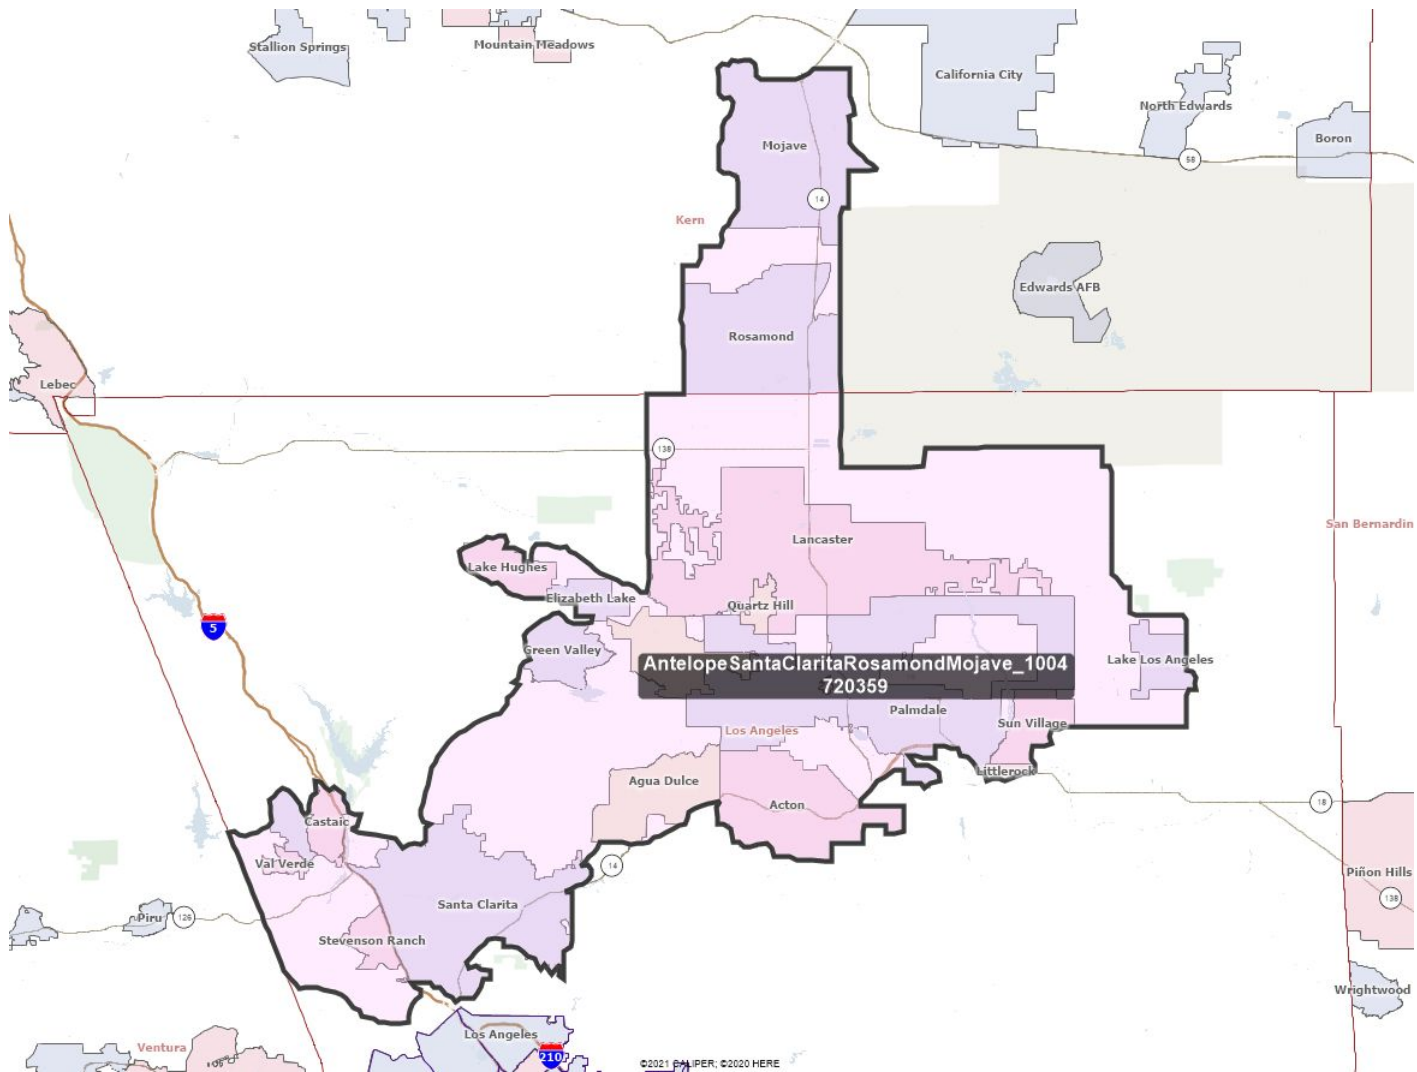 Stallion Springs
Mountain Meadows
California City
North Edwards
Boron
58
Mojave
14
Kern
Edwards AFB
Rosamond
Lebec
138
San Bernardin
Lancaster
Lake Hughes
Elizabeth Lake
Quartz Hill
5
Green Valley
Lake Los Angeles
AntelopeSantaClaritaRosamondMojave_1004
720359
Palmdale
Sun Village
Los Angeles
Littlerock
Agua Dulce
Acton
18
Castaic
Val Verde
14
Piñon Hills
138
Santa Clarita
Piru
126
Stevenson Ranch
Wrightwood
Los Angeles
Ventura
210
©2021 CALIPER; ©2020 HERE